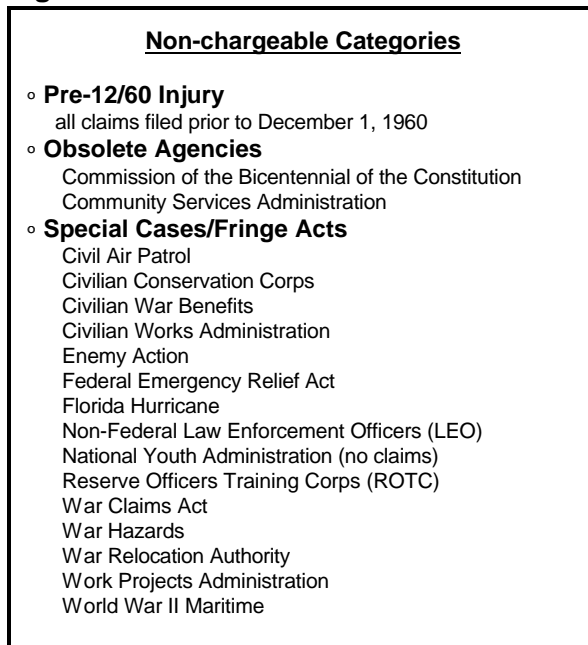 Non-chargeable Categories
o Pre-12/60 Injury
all claims filed prior to December 1, 1960
o Obsolete Agencies
Commission of the Bicentennial of the Constitution
Community Services Administration
o Special Cases/Fringe Acts
Civil Air Patrol
Civilian Conservation Corps
Civilian War Benefits
Civilian Works Administration
Enemy Action
Federal Emergency Relief Act
Florida Hurricane
Non-Federal Law Enforcement Officers (LEO)
National Youth Administration (no claims)
Reserve Officers Training Corps (ROTC)
War Claims Act
War Hazards
War Relocation Authority
Work Projects Administration
World War II Maritime